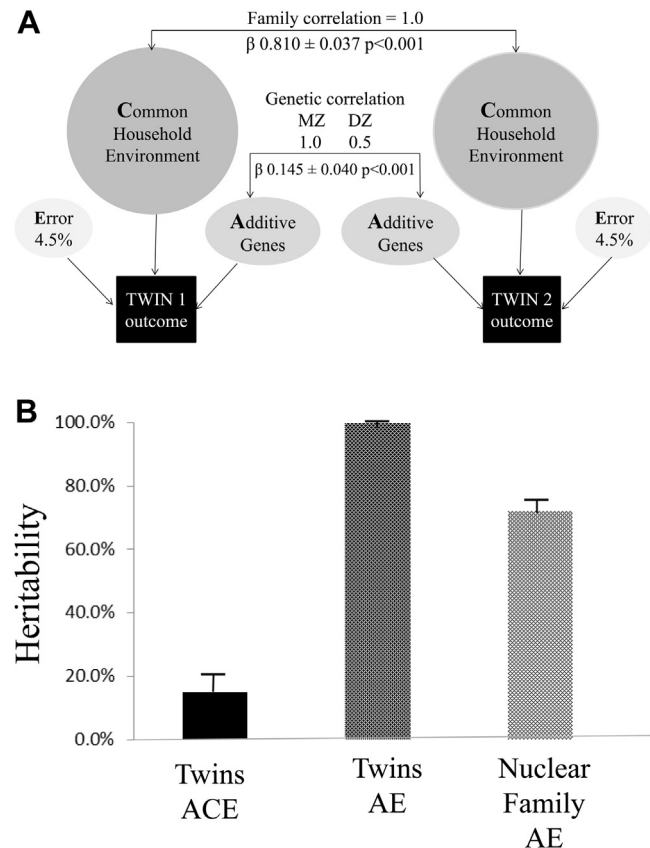 A
Family correlation = 1.0
β 0.810 ± 0.037 p<0.001
Common
Household
Environment
Genetic correlation
MZ DZ
1.0 0.5
β 0.145 ± 0.040 p<0.001
Common
Household
Environment
Error
4.5%
Additive
Genes
Additive
Genes
Error
4.5%
TWIN 1
outcome
TWIN 2
outcome
B
Heritability
100.0%
80.0%
60.0%
40.0%
20.0%
0.0%
Twins
ACE
Twins
AE
Nuclear
Family
AE